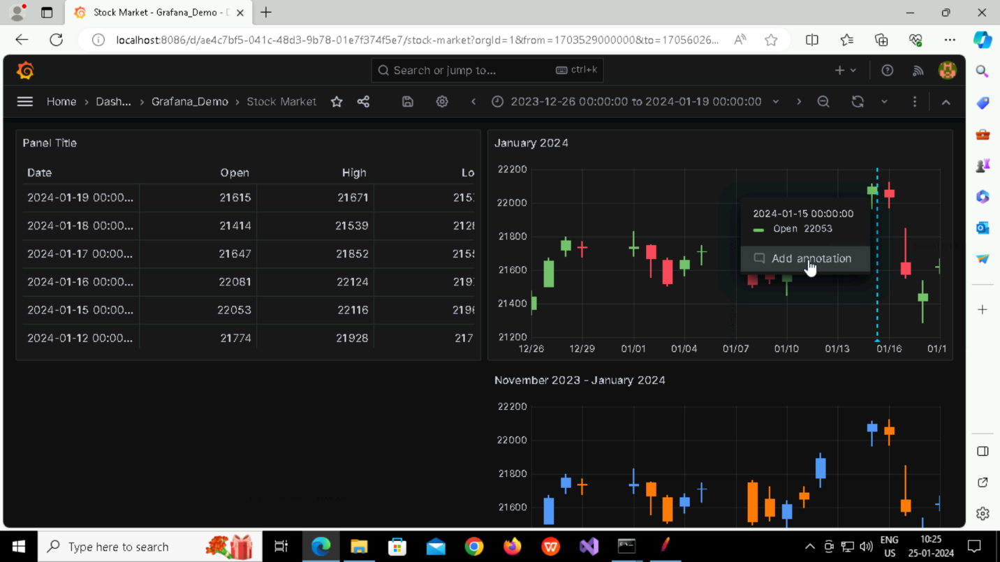 Stock Market - Grafana_Demo - D
localhost:8086/d/ae4c7bf5-041c-48d3-9b78-01e7f374f5e7/stock-market?orgId=1&from=1703529000000&to=17056026...
Search or jump to... ctrl+k
Home › Dash... › Grafana_Demo › Stock Market 2023-12-26 00:00:00 to 2024-01-19 00:00:00
Panel Title
Date Open High Lo
2024-01-19 00:00... 21615 21671 215
2024-01-18 00:00... 21414 21539 212
2024-01-17 00:00... 21647 21852 215
2024-01-16 00:00... 22081 22124 219
2024-01-15 00:00... 22053 22116 219
2024-01-12 00:00... 21774 21928 217
January 2024
22200
22000
21800
21600
21400
21200
12/26 12/29 01/01 01/04 01/07 01/10 01/13 01/16 01/1
2024-01-15 00:00:00
Open 22053
Add annotation
November 2023 - January 2024
22200
22000
21800
21600
Type here to search
ENG
US
10:25
25-01-2024